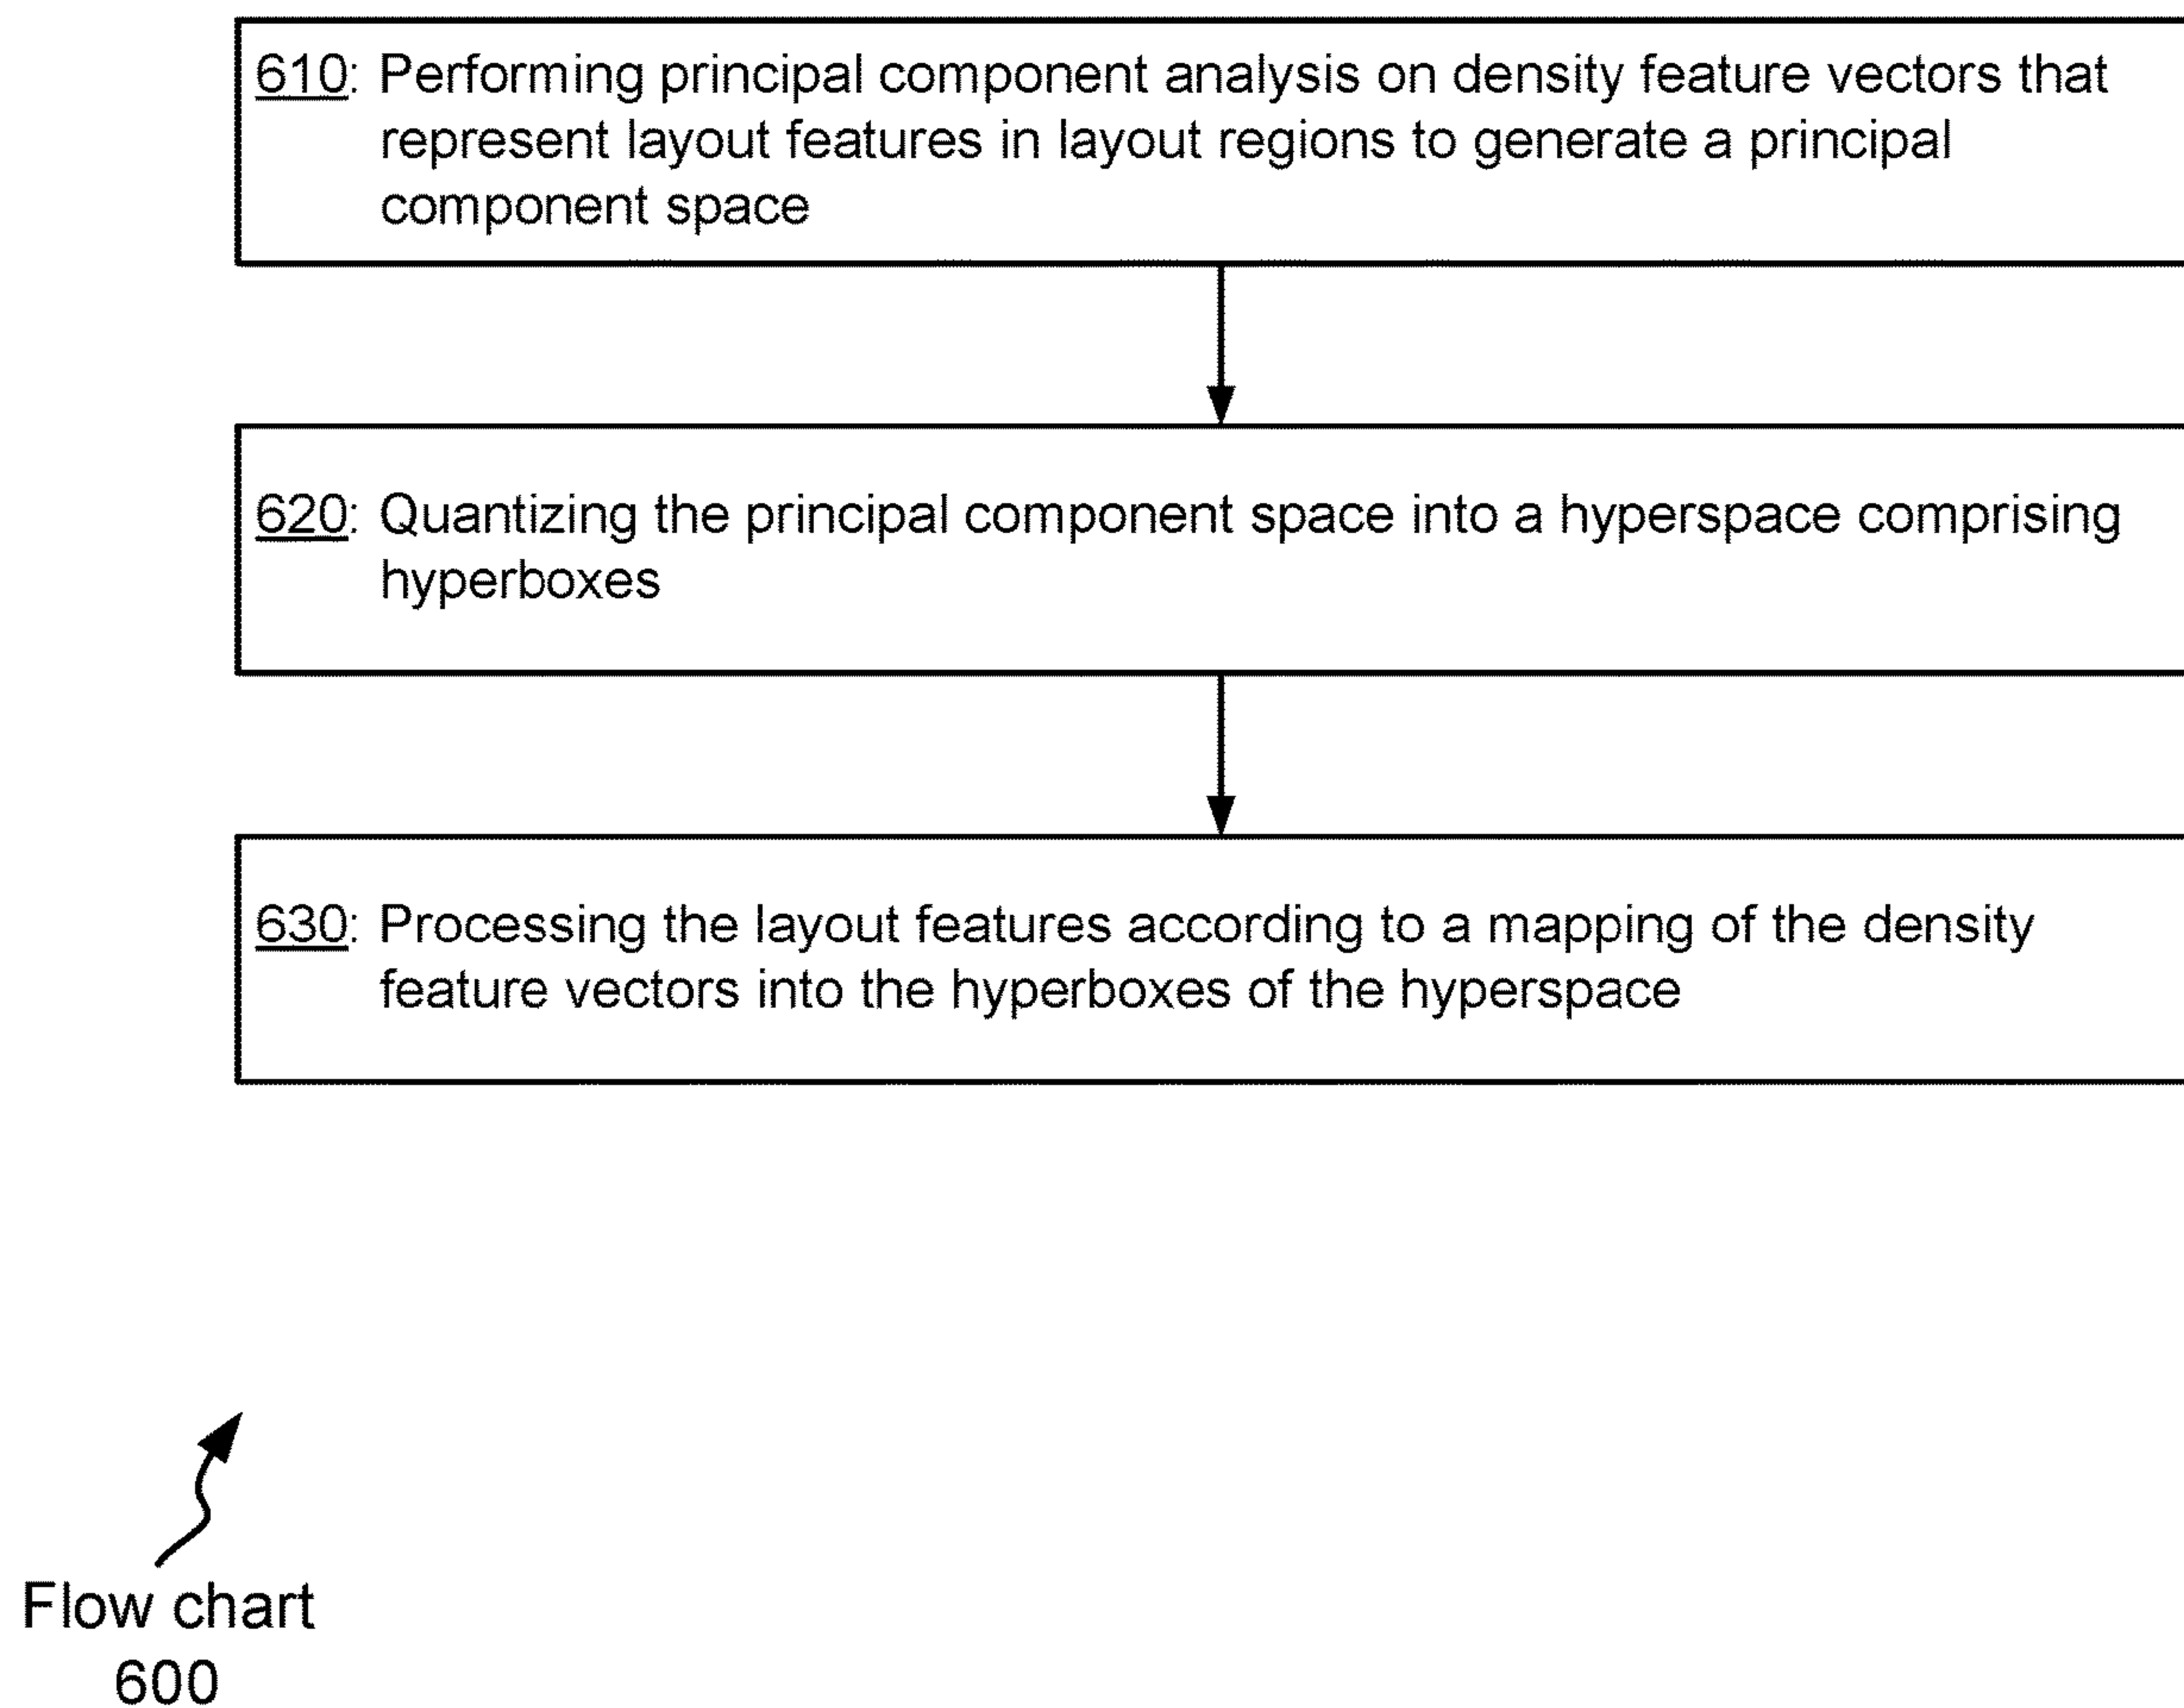 610: Performing principal component analysis on density feature vectors that
represent layout features in layout regions to generate a principal
component space
620: Quantizing the principal component space into a hyperspace comprising
hyperboxes
630: Processing the layout features according to a mapping of the density
feature vectors into the hyperboxes of the hyperspace
Flow chart
600